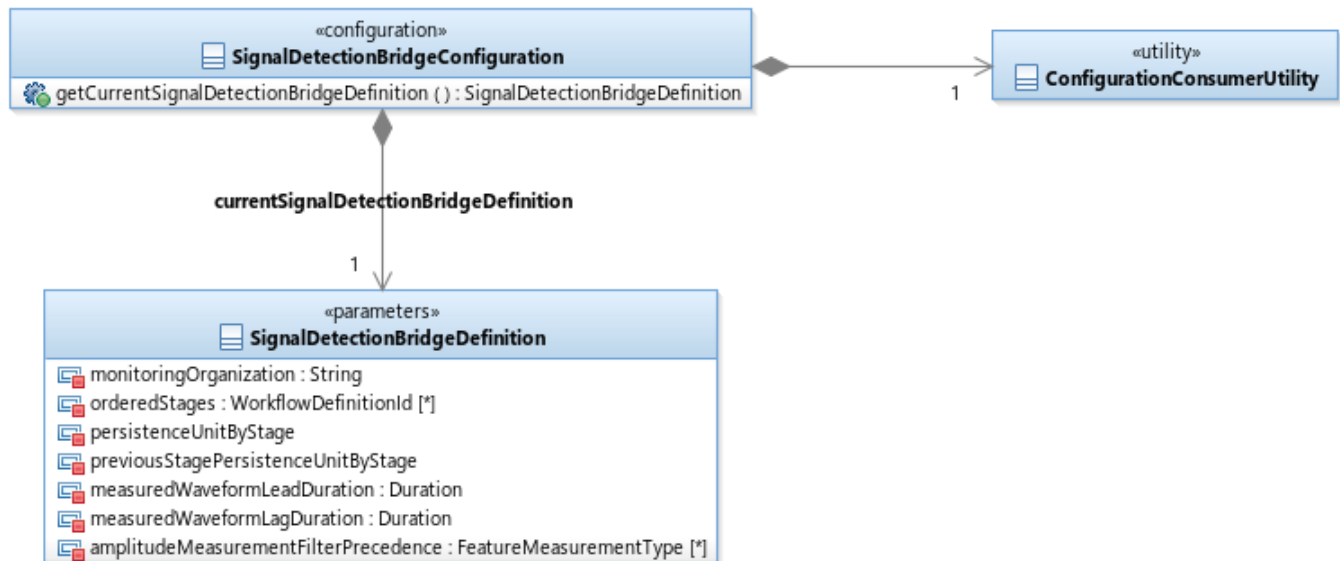 «configuration»
SignalDetectionBridgeConfiguration
getCurrentSignalDetectionBridgeDefinition ( ) : SignalDetectionBridgeDefinition
«utility»
ConfigurationConsumerUtility
1
currentSignalDetectionBridgeDefinition
1
«parameters»
SignalDetectionBridgeDefinition
monitoringOrganization : String
orderedStages : WorkflowDefinitionId [*]
persistenceUnitByStage
previousStagePersistenceUnitByStage
measuredWaveformLeadDuration : Duration
measuredWaveformLagDuration : Duration
amplitudeMeasurementFilterPrecedence : FeatureMeasurementType [*]